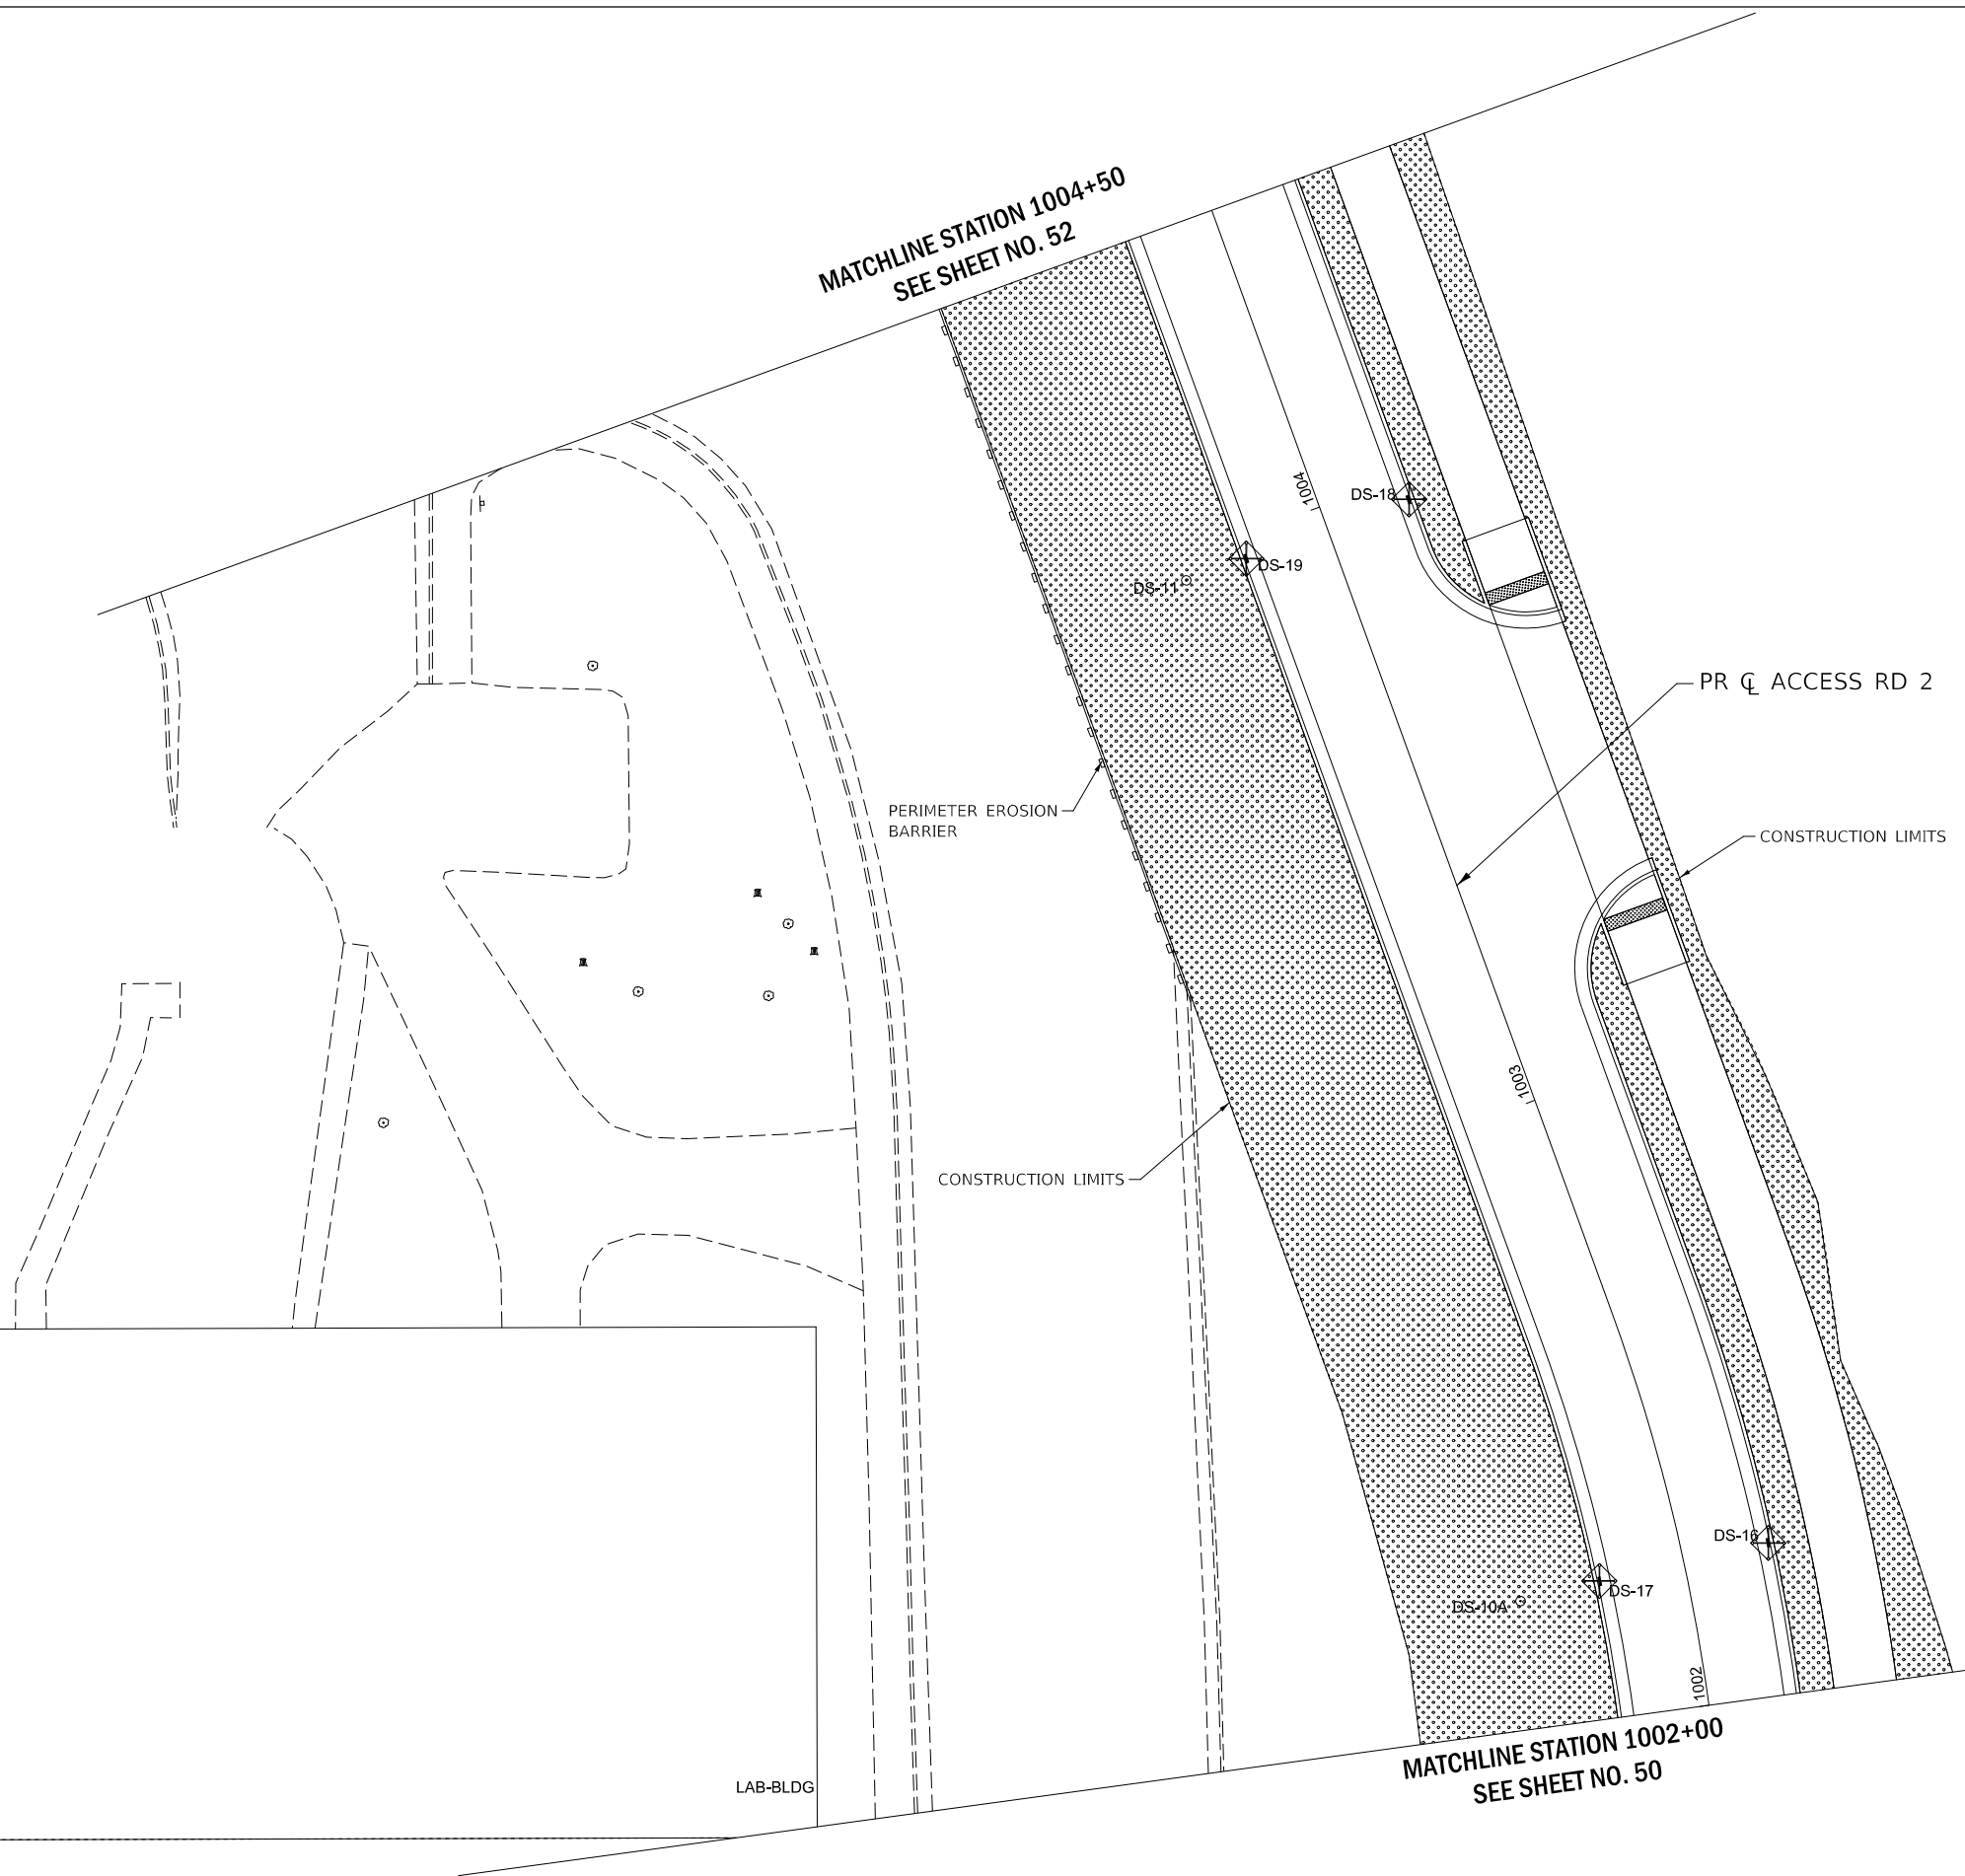 MATCHLINE STATION 1004+50
SEE SHEET NO. 52
1004
DS-18
DS-19
DS-11
PR ℄ ACCESS RD 2
PERIMETER EROSION
BARRIER
CONSTRUCTION LIMITS
1003
CONSTRUCTION LIMITS
DS-16
DS-17
DS-10A
1002
MATCHLINE STATION 1002+00
SEE SHEET NO. 50
LAB-BLDG